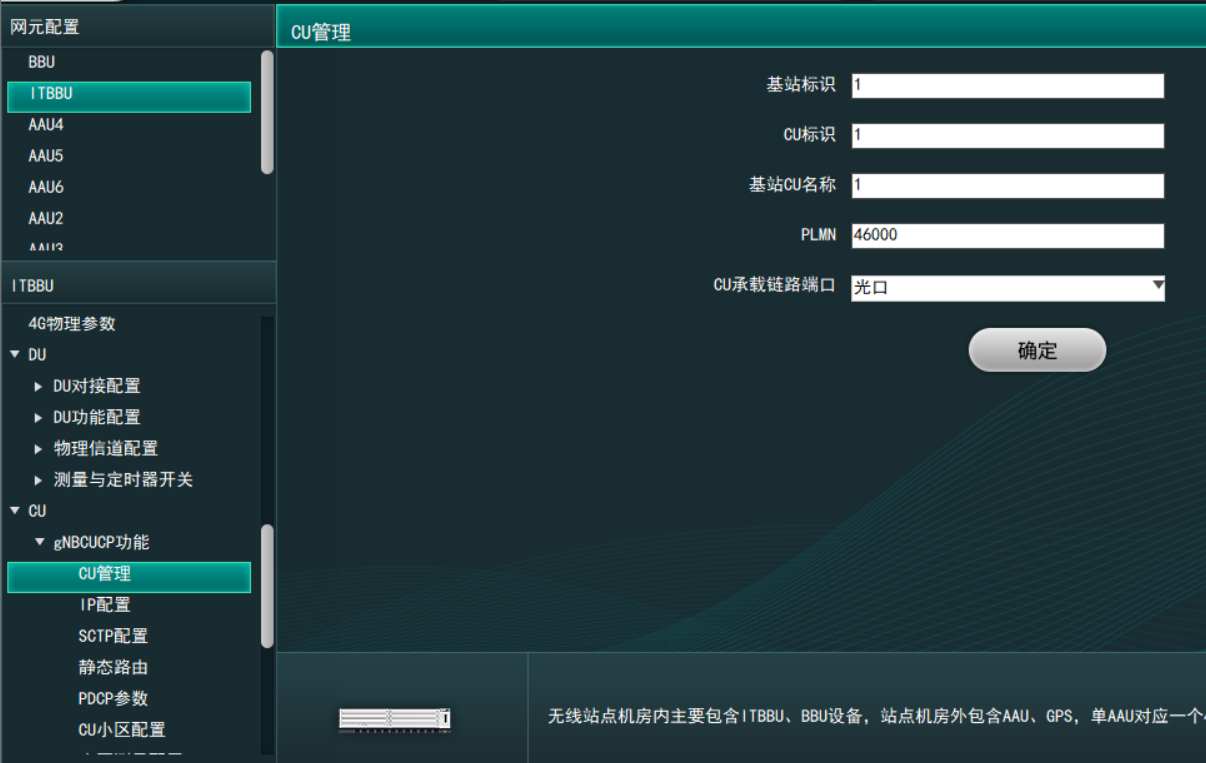 网元配置
BBU
ITBBU
AAU4
AAU5
AAU6
AAU2
AAU3
ITBBU
4G物理参数
DU
DU对接配置
DU功能配置
物理信道配置
测量与定时器开关
CU
gNBCUCP功能
CU管理
IP配置
SCTP配置
静态路由
PDCP参数
CU小区配置
CU管理
基站标识 1
CU标识 1
基站CU名称 1
PLMN 46000
CU承载链路端口 光口
确定
无线站点机房内主要包含ITBBU、BBU设备，站点机房外包含AAU、GPS，单AAU对应一个